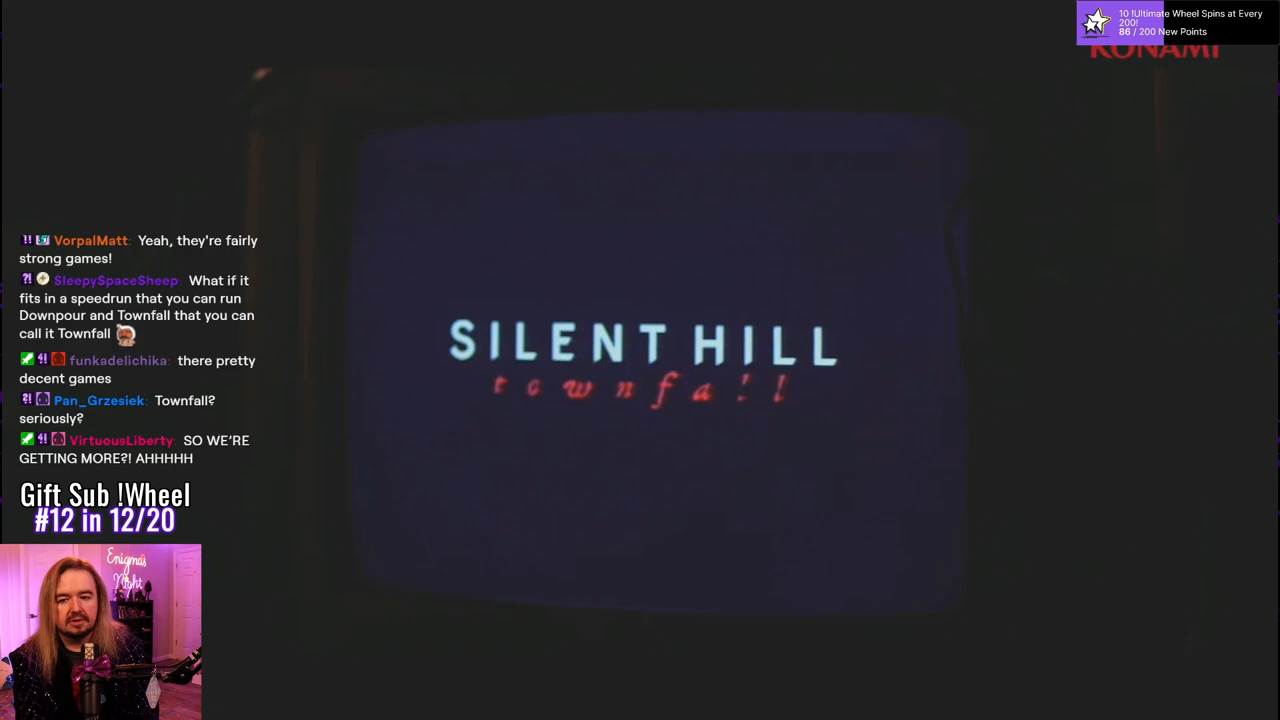 10 !Ultimate Wheel Spins at Every
200!
86 / 200 New Points
KONAMI
SILENT HILL
townfall
VorpalMatt: Yeah, they're fairly
strong games!
SleepySpaceSheep: What if it
fits in a speedrun that you can run
Downpour and Townfall that you can
call it Townfall
funkadelichika: there pretty
decent games
Pan_Grzesiek: Townfall?
seriously?
VirtuousLiberty: SO WE'RE
GETTING MORE?! AHHHHH
Gift Sub !Wheel
#12 in 12/20
Enigma's
Night